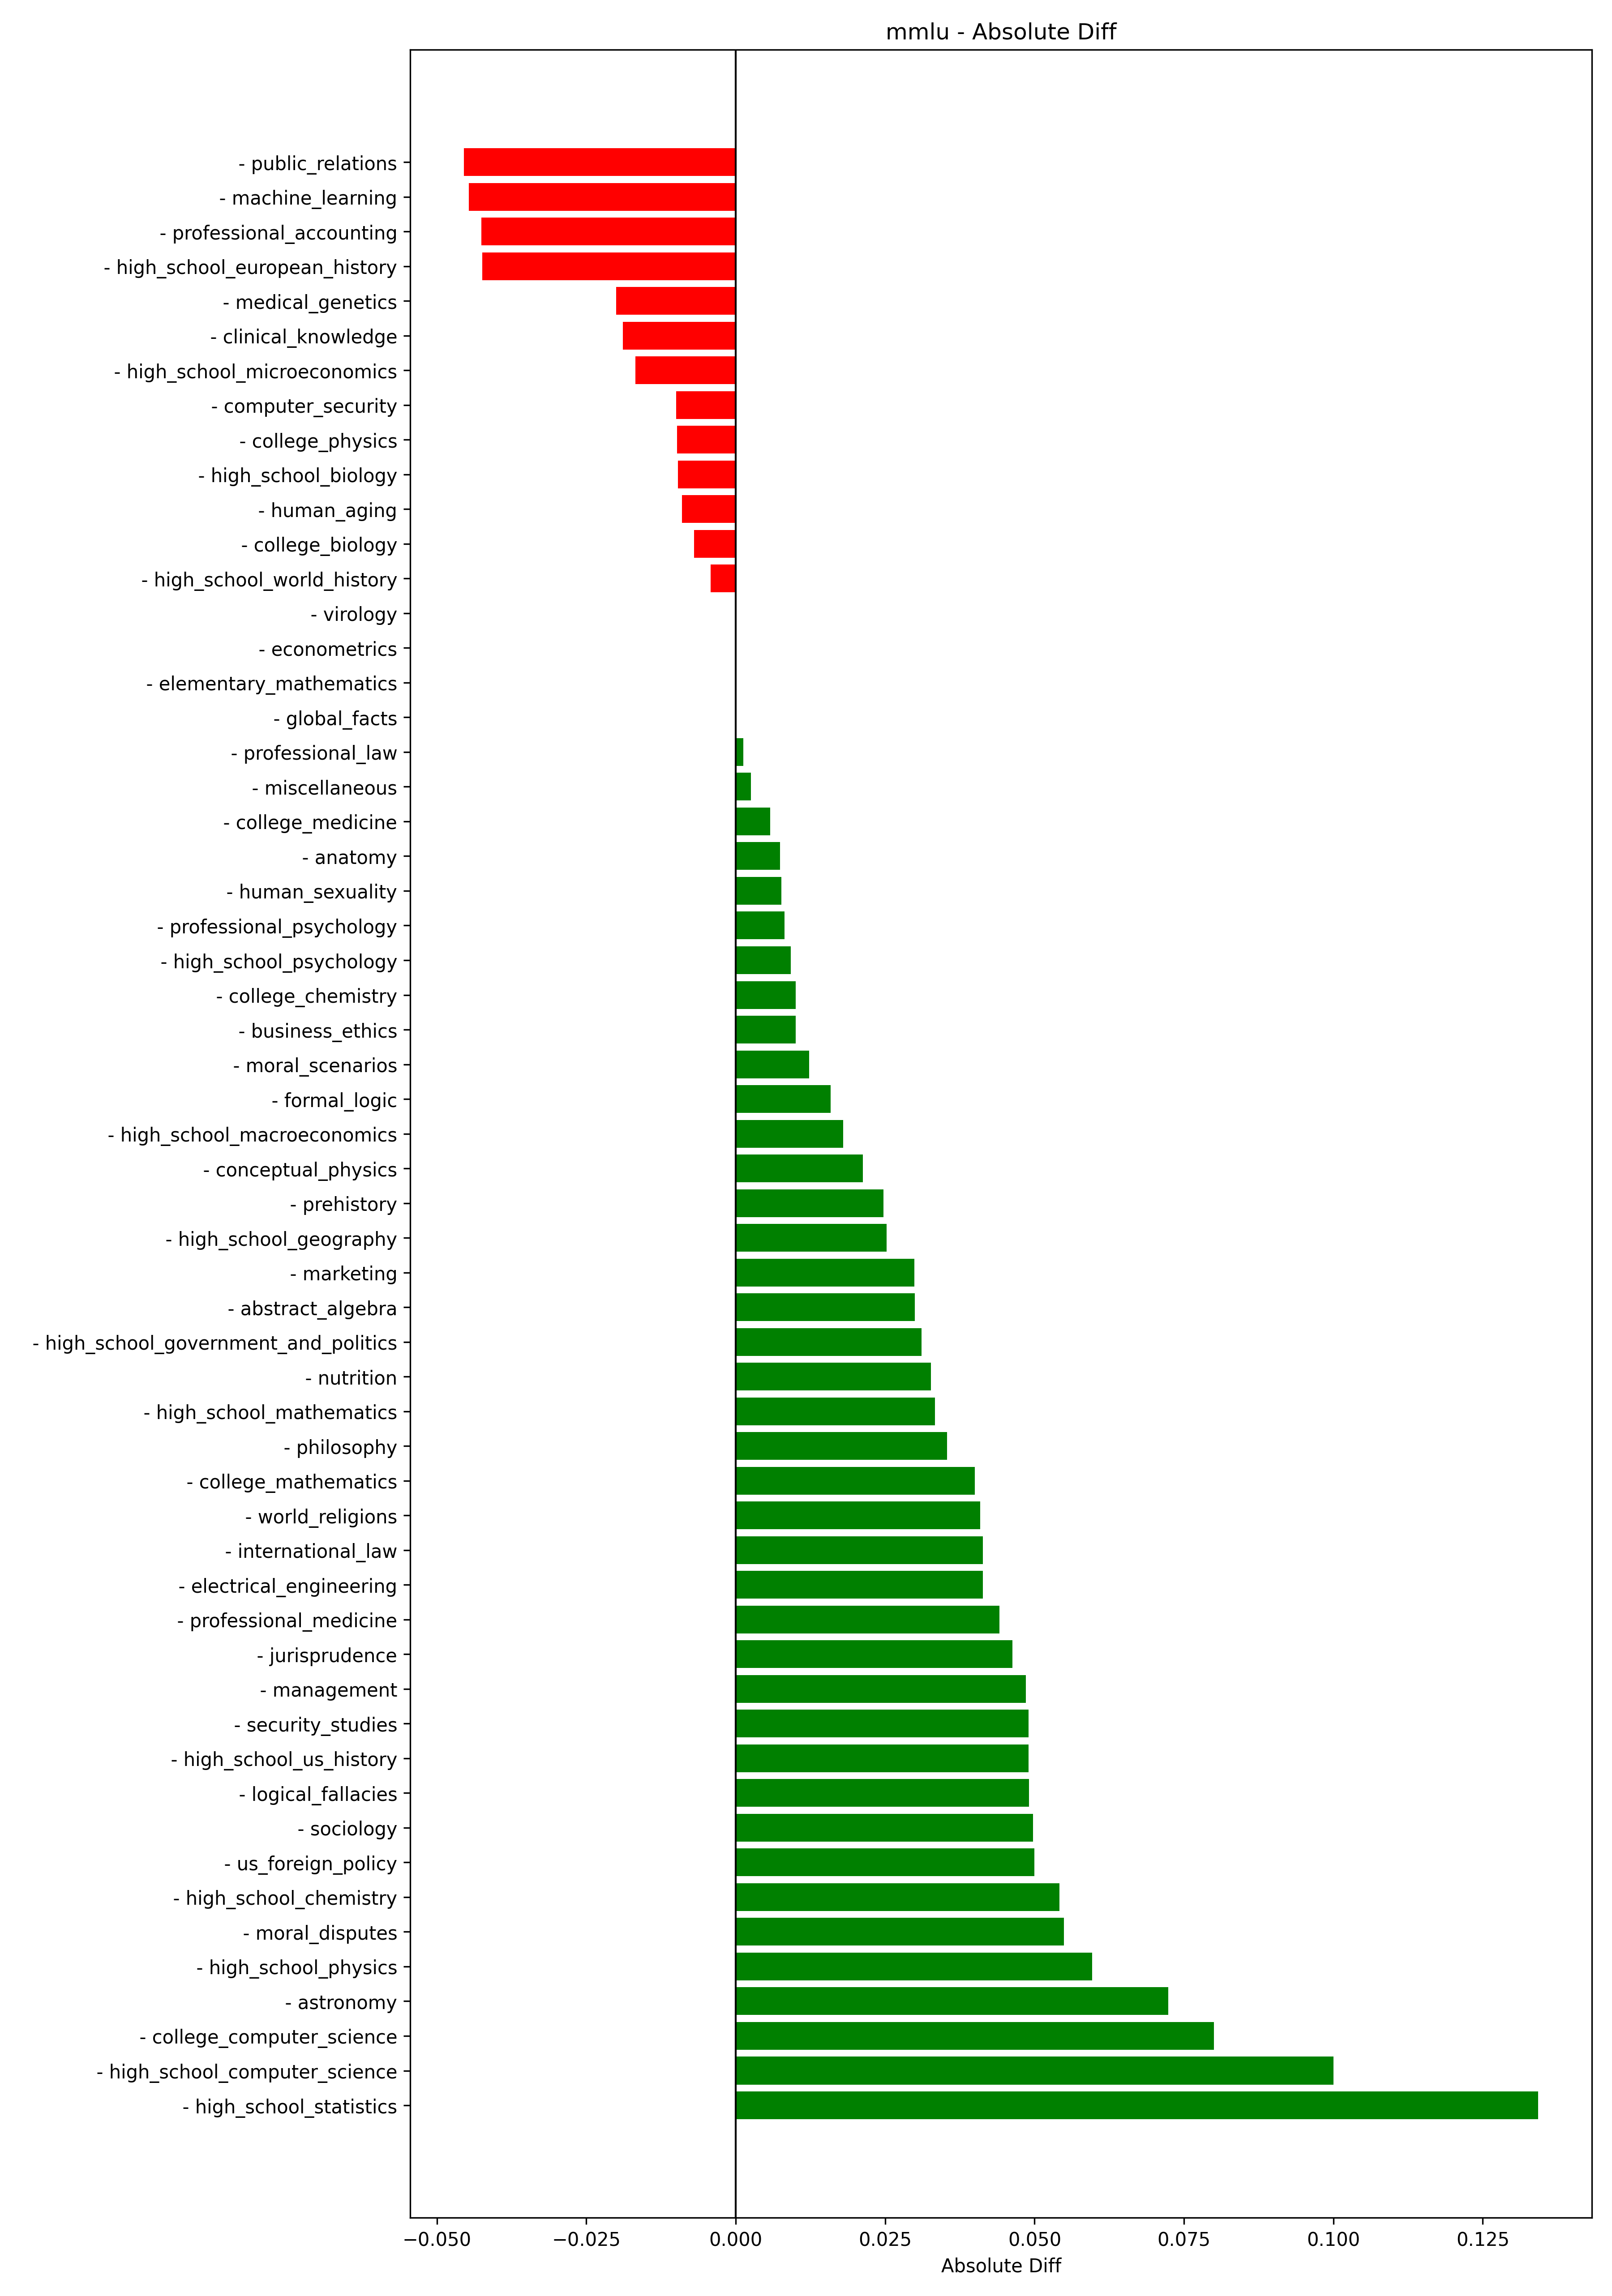 mmlu - Absolute Diff
- public_relations
- machine_learning
- professional_accounting
- high_school_european_history
- medical_genetics
- clinical_knowledge
- high_school_microeconomics
- computer_security
- college_physics
- high_school_biology
- human_aging
- college_biology
- high_school_world_history
- virology
- econometrics
- elementary_mathematics
- global_facts
- professional_law
- miscellaneous
- college_medicine
- anatomy
- human_sexuality
- professional_psychology
- high_school_psychology
- college_chemistry
- business_ethics
- moral_scenarios
- formal_logic
- high_school_macroeconomics
- conceptual_physics
- prehistory
- high_school_geography
- marketing
- abstract_algebra
- high_school_government_and_politics
- nutrition
- high_school_mathematics
- philosophy
- college_mathematics
- world_religions
- international_law
- electrical_engineering
- professional_medicine
- jurisprudence
- management
- security_studies
- high_school_us_history
- logical_fallacies
- sociology
- us_foreign_policy
- high_school_chemistry
- moral_disputes
- high_school_physics
- astronomy
- college_computer_science
- high_school_computer_science
- high_school_statistics
−0.050 −0.025 0.000 0.025 0.050 0.075 0.100 0.125
Absolute Diff